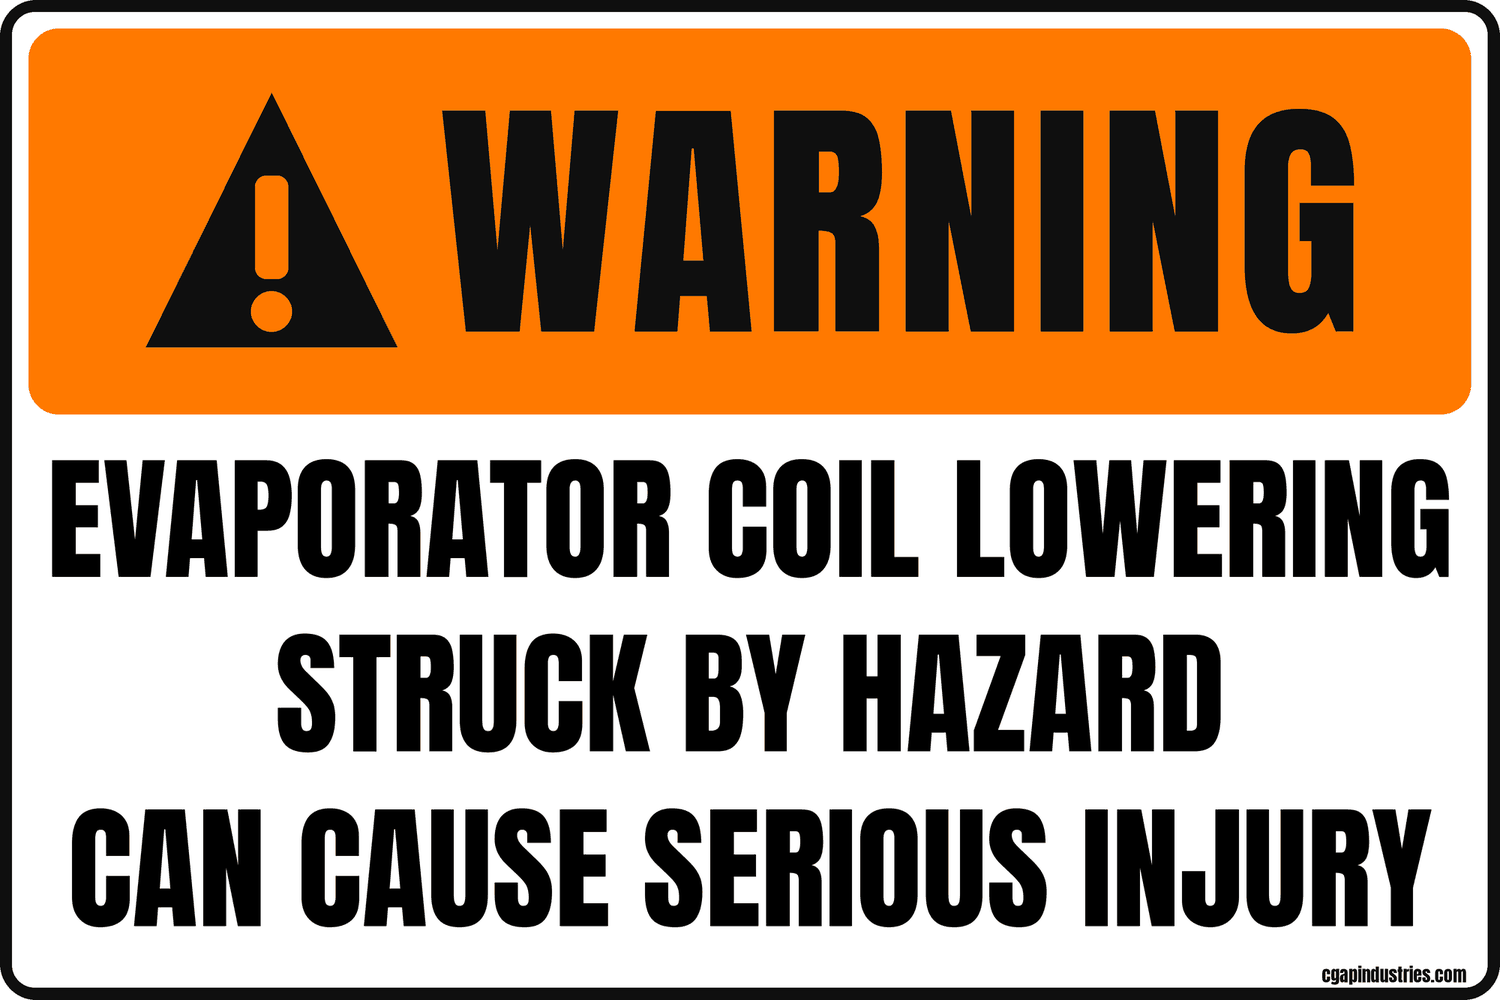 WARNING
EVAPORATOR COIL LOWERING
STRUCK BY HAZARD
CAN CAUSE SERIOUS INJURY
cgapindustries.com